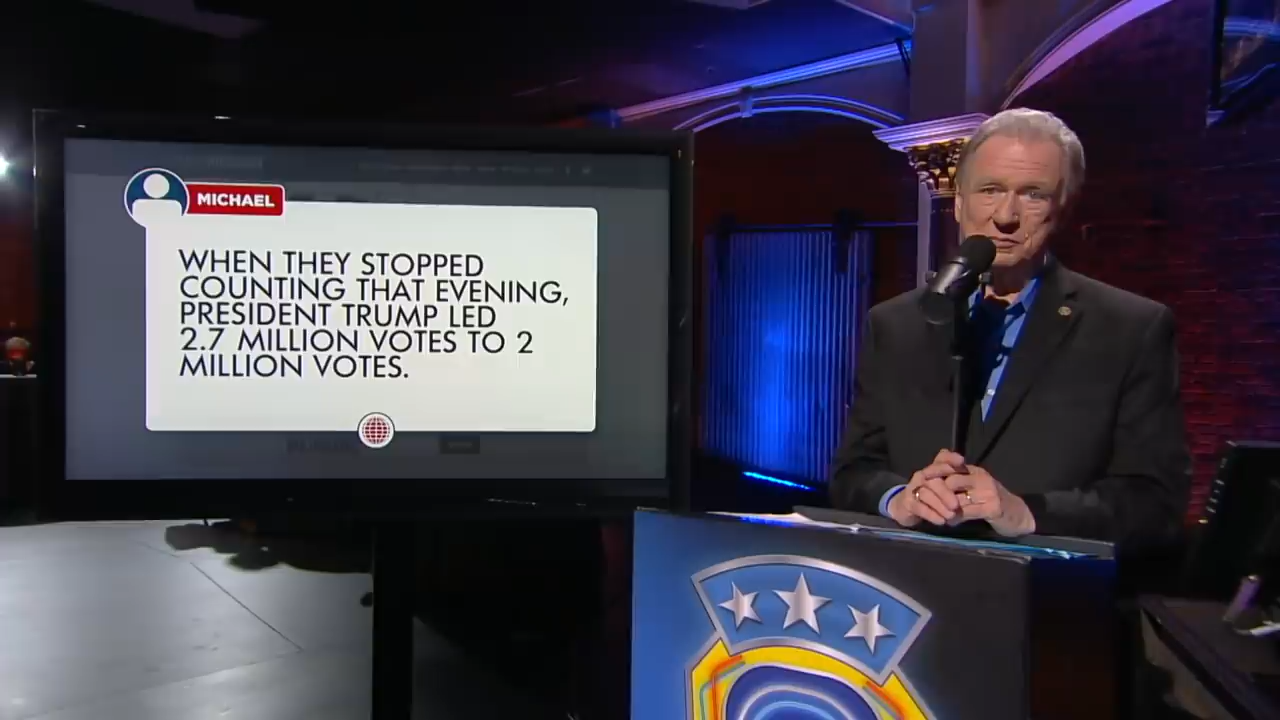 MICHAEL
WHEN THEY STOPPED
COUNTING THAT EVENING,
PRESIDENT TRUMP LED
2.7 MILLION VOTES TO 2
MILLION VOTES.